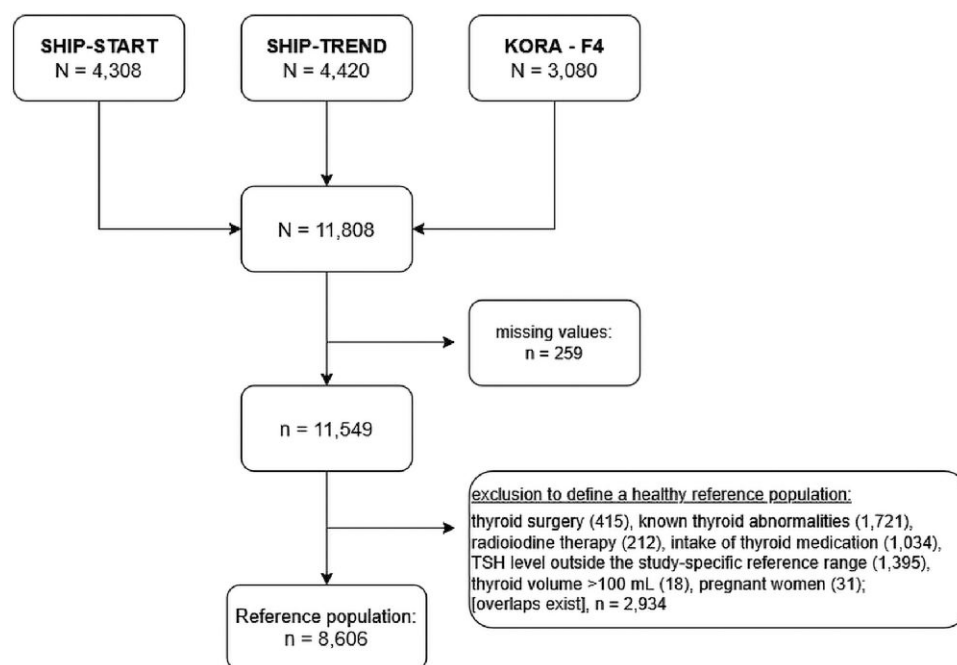 SHIP-START
N = 4,308
SHIP-TREND
N = 4,420
KORA - F4
N = 3,080
N = 11,808
missing values:
n = 259
n = 11,549
exclusion to define a healthy reference population:
thyroid surgery (415), known thyroid abnormalities (1,721),
radioiodine therapy (212), intake of thyroid medication (1,034),
TSH level outside the study-specific reference range (1,395),
thyroid volume >100 mL (18), pregnant women (31);
[overlaps exist], n = 2,934
Reference population:
n = 8,606